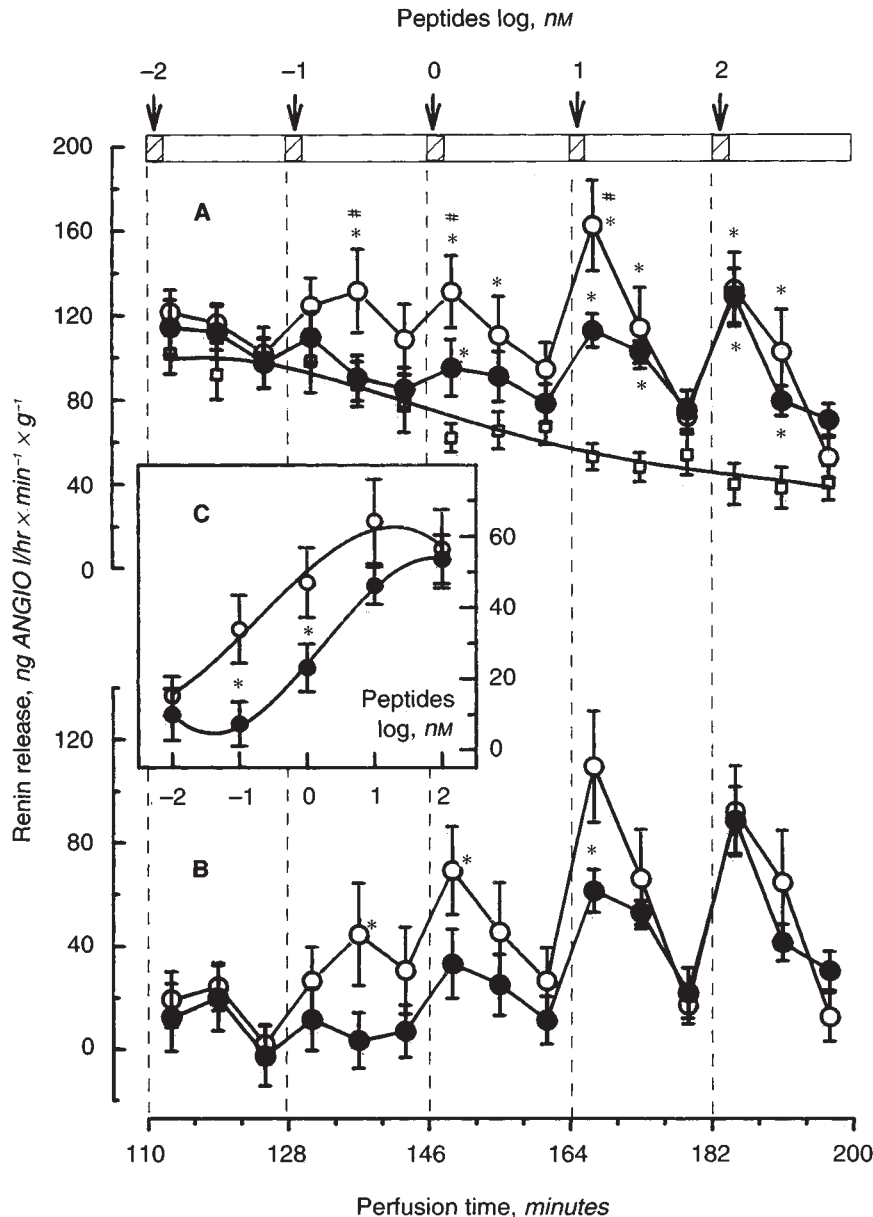 Peptides log, nM
–2 –1 0 1 2
200
A
# # #
* * * * * *
160
* *
120
* * *
80
*
40
C
60
0
40
*
*
20
Peptides
log, nM
0
–2 –1 0 1 2
Renin release, ng ANGIO I/hr × min⁻¹ × g⁻¹
120
B
80
* *
40
*
0
110 128 146 164 182 200
Perfusion time, minutes